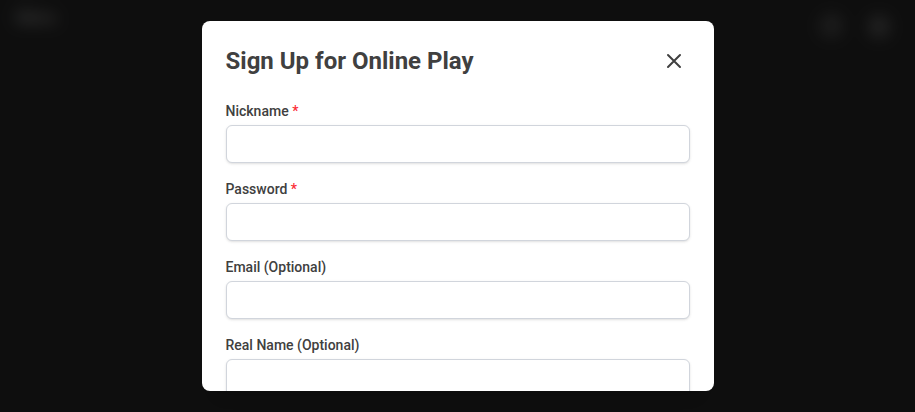 Sign Up for Online Play
Nickname *
Password *
Email (Optional)
Real Name (Optional)